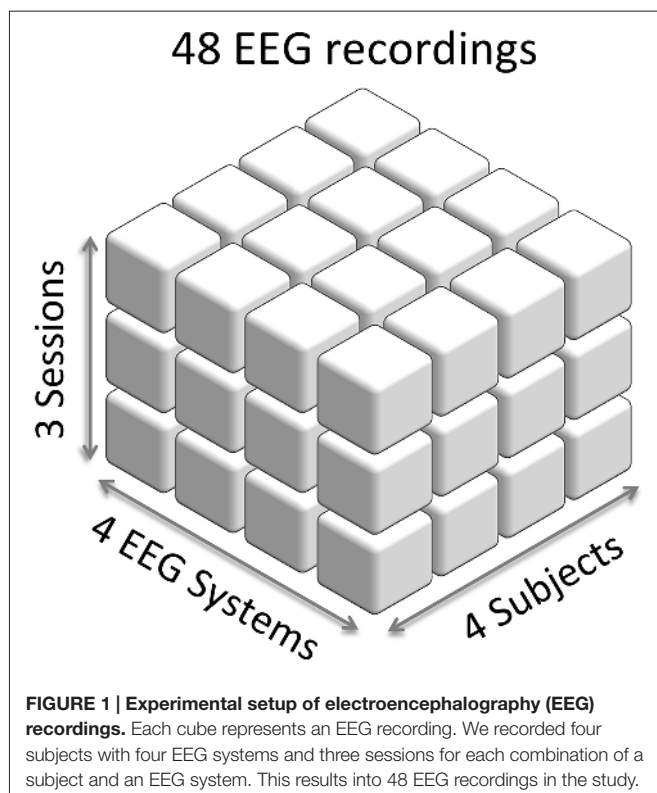 48 EEG recordings
3 Sessions
4 EEG Systems
4 Subjects
FIGURE 1 | Experimental setup of electroencephalography (EEG)
recordings. Each cube represents an EEG recording. We recorded four
subjects with four EEG systems and three sessions for each combination of a
subject and an EEG system. This results into 48 EEG recordings in the study.